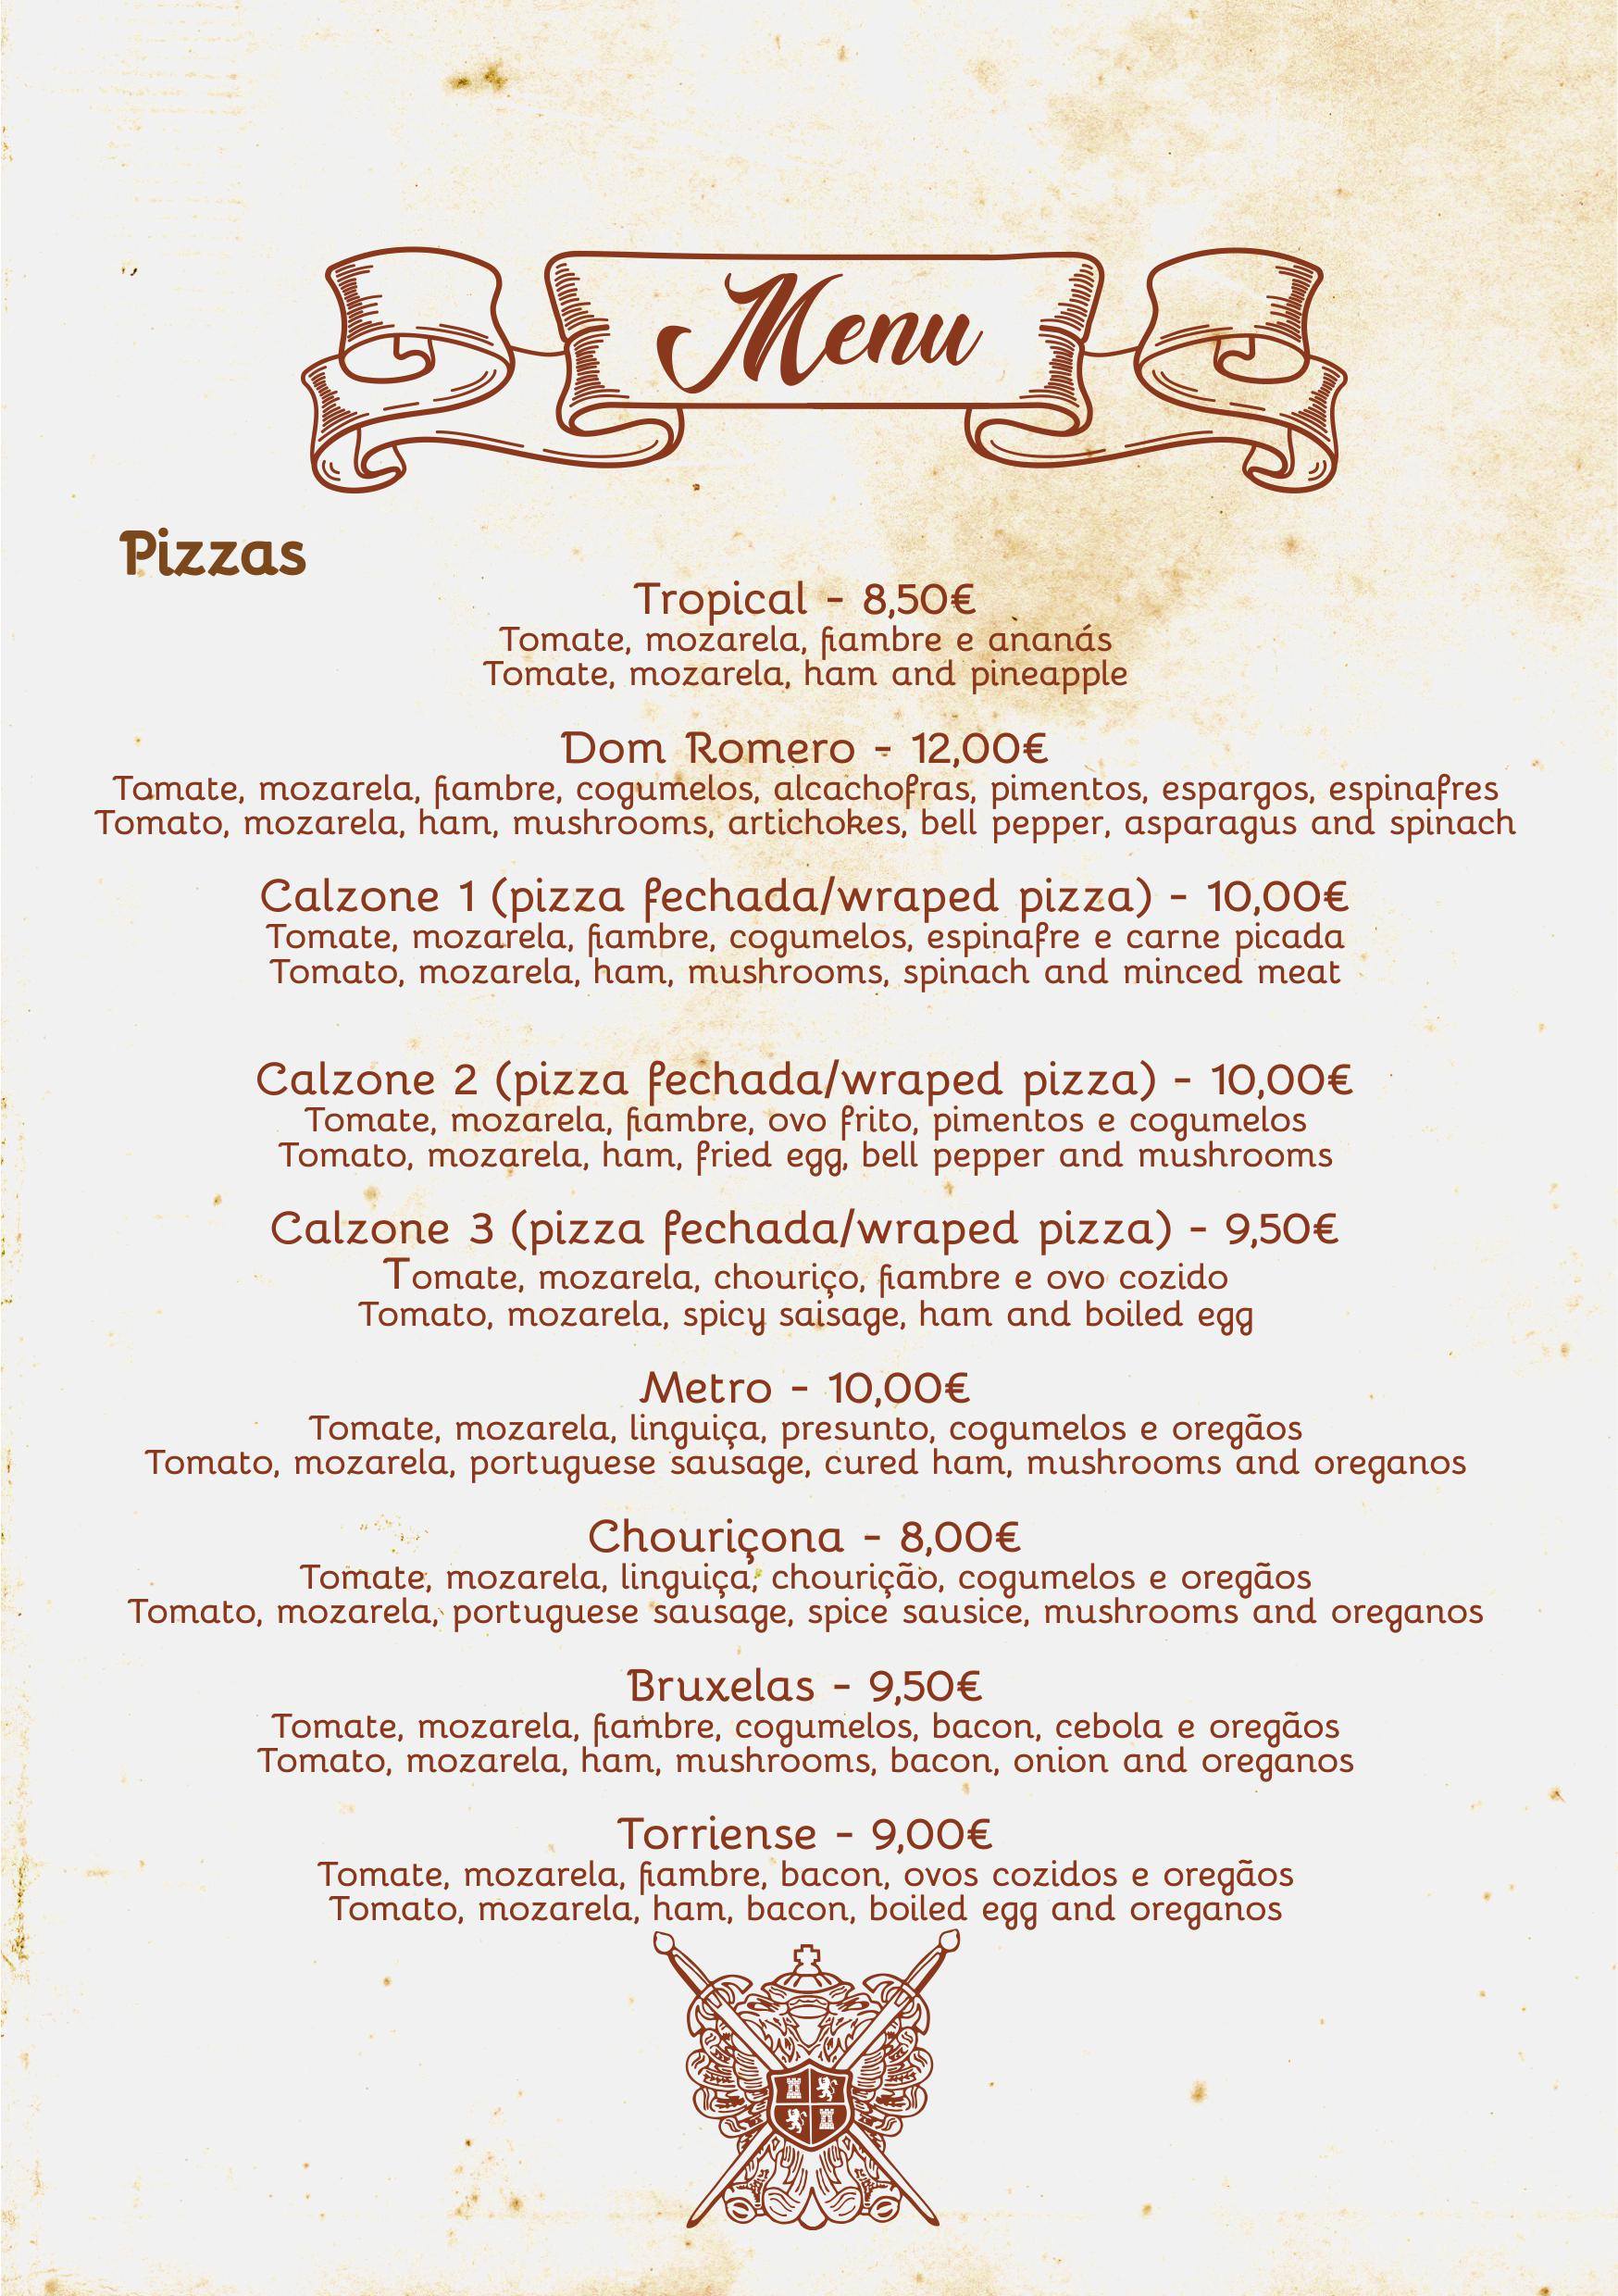 Menu
Pizzas
Tropical - 8,50€
Tomate, mozarela, fiambre e ananás
Tomate, mozarela, ham and pineapple
Dom Romero - 12,00€
Tomate, mozarela, fiambre, cogumelos, alcachofras, pimentos, espargos, espinafres
Tomato, mozarela, ham, mushrooms, artichokes, bell pepper, asparagus and spinach
Calzone 1 (pizza fechada/wraped pizza) - 10,00€
Tomate, mozarela, fiambre, cogumelos, espinafre e carne picada
Tomato, mozarela, ham, mushrooms, spinach and minced meat
Calzone 2 (pizza fechada/wraped pizza) - 10,00€
Tomate, mozarela, fiambre, ovo frito, pimentos e cogumelos
Tomato, mozarela, ham, fried egg, bell pepper and mushrooms
Calzone 3 (pizza fechada/wraped pizza) - 9,50€
Tomate, mozarela, chouriço, fiambre e ovo cozido
Tomato, mozarela, spicy saisage, ham and boiled egg
Metro - 10,00€
Tomate, mozarela, linguiça, presunto, cogumelos e oregãos
Tomato, mozarela, portuguese sausage, cured ham, mushrooms and oreganos
Chouriçona - 8,00€
Tomate, mozarela, linguiça, chourição, cogumelos e oregãos
Tomato, mozarela, portuguese sausage, spice sausice, mushrooms and oreganos
Bruxelas - 9,50€
Tomate, mozarela, fiambre, cogumelos, bacon, cebola e oregãos
Tomato, mozarela, ham, mushrooms, bacon, onion and oreganos
Torriense - 9,00€
Tomate, mozarela, fiambre, bacon, ovos cozidos e oregãos
Tomato, mozarela, ham, bacon, boiled egg and oreganos